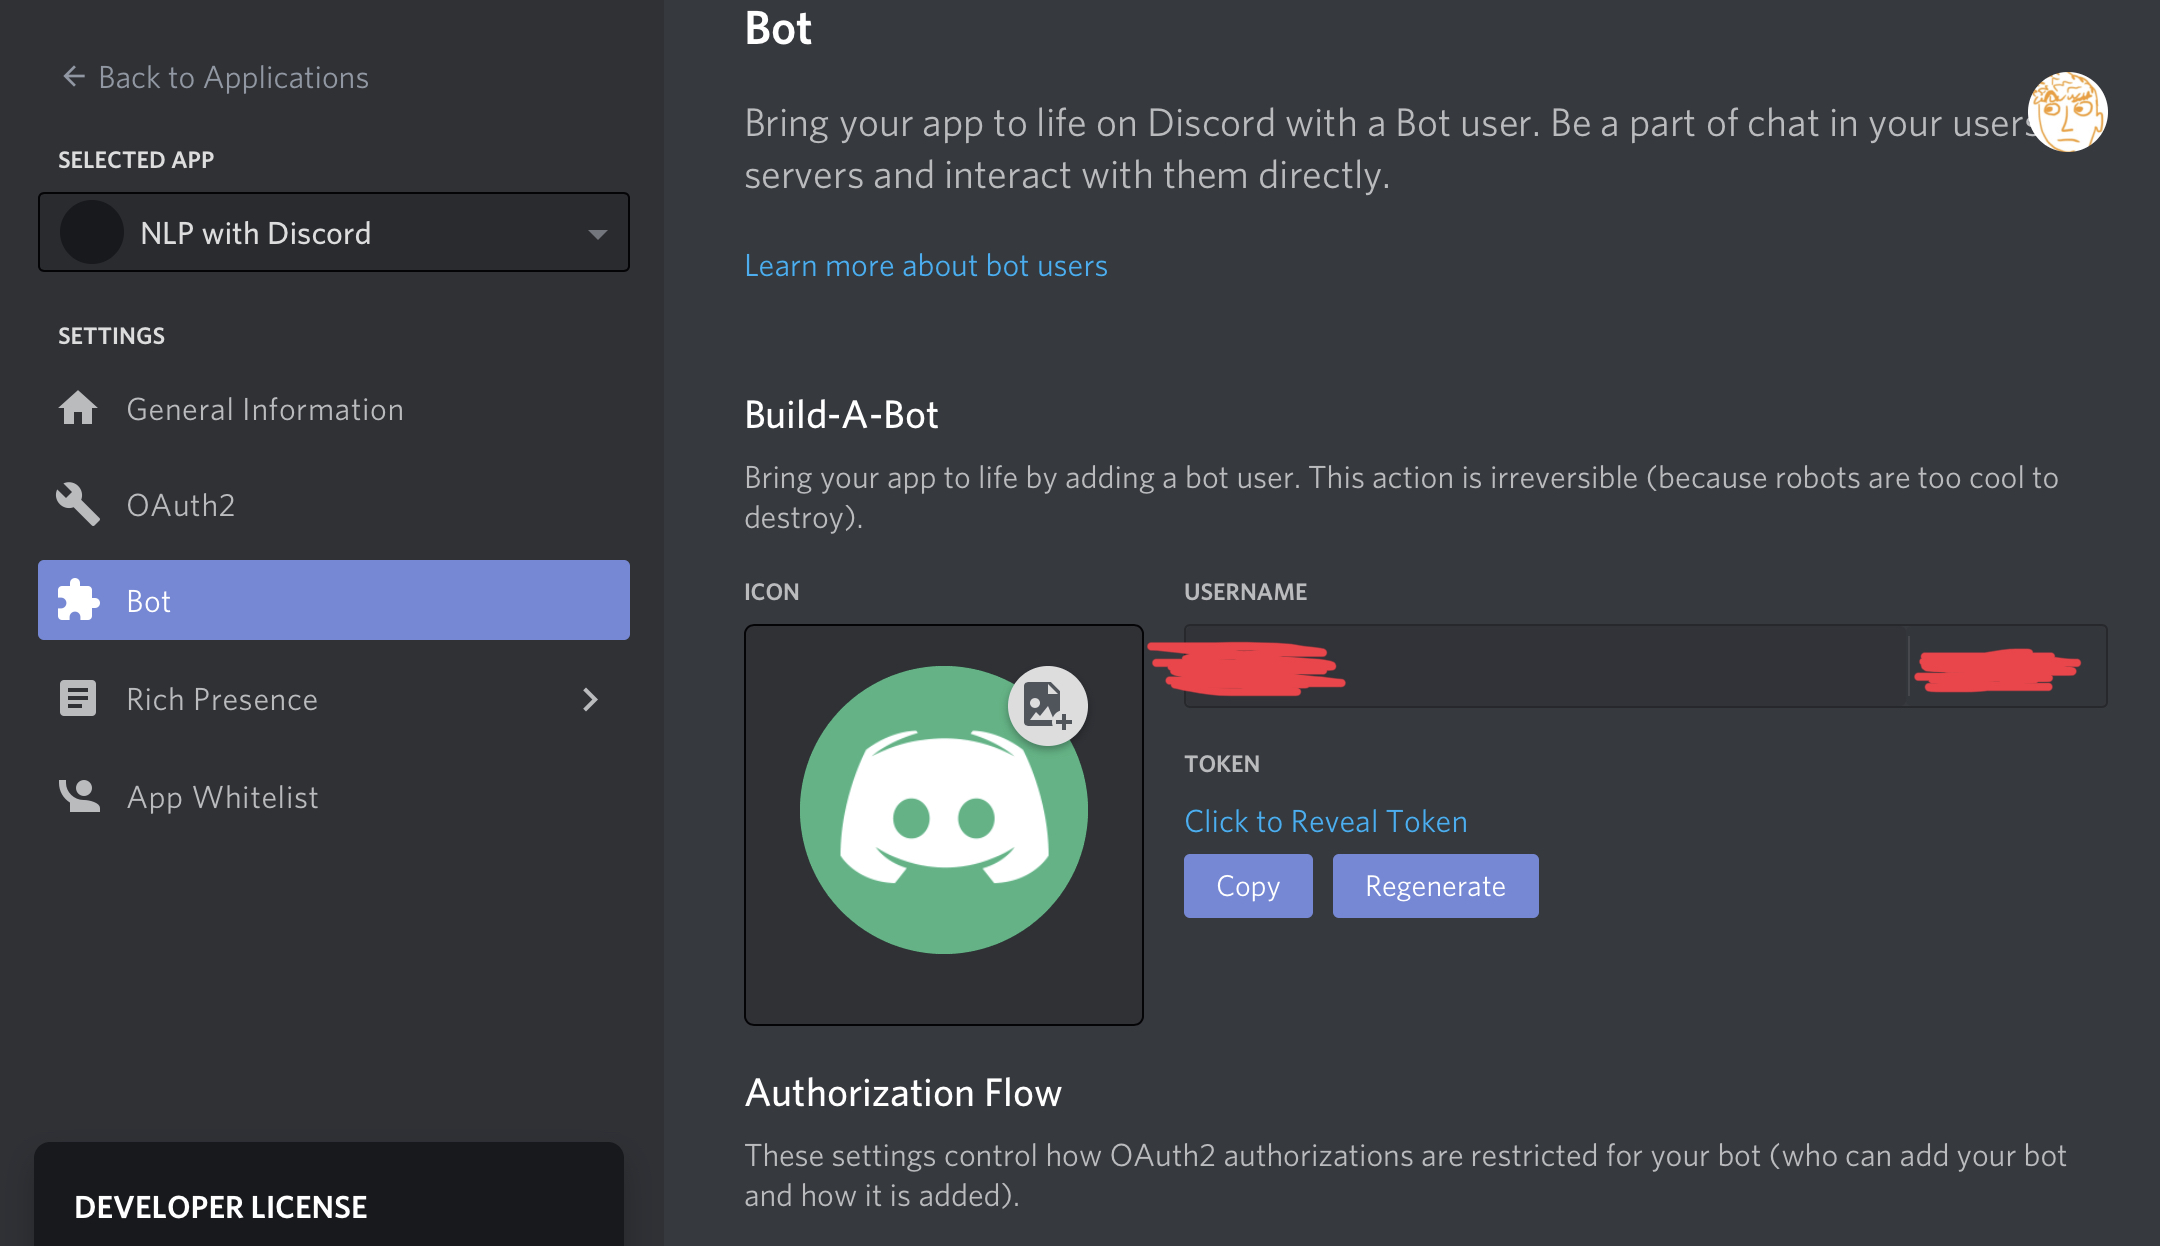 Back to Applications
SELECTED APP
NLP with Discord
SETTINGS
General Information
OAuth2
Bot
Rich Presence
App Whitelist
DEVELOPER LICENSE
Bot
Bring your app to life on Discord with a Bot user. Be a part of chat in your users
servers and interact with them directly.
Learn more about bot users
Build-A-Bot
Bring your app to life by adding a bot user. This action is irreversible (because robots are too cool to
destroy).
ICON
USERNAME
TOKEN
Click to Reveal Token
Copy
Regenerate
Authorization Flow
These settings control how OAuth2 authorizations are restricted for your bot (who can add your bot
and how it is added).